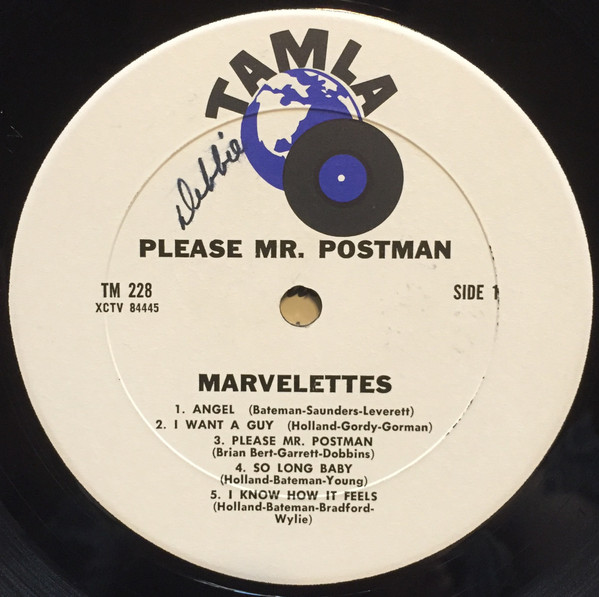 TAMLA
Debbie
PLEASE MR. POSTMAN
TM 228
XCTV 84445
SIDE 1
MARVELETTES
1. ANGEL (Bateman-Saunders-Leverett)
2. I WANT A GUY (Holland-Gordy-Gorman)
3. PLEASE MR. POSTMAN
(Brian Bert-Garrett-Dobbins)
4. SO LONG BABY
(Holland-Bateman-Young)
5. I KNOW HOW IT FEELS
(Holland-Bateman-Bradford-
Wylie)